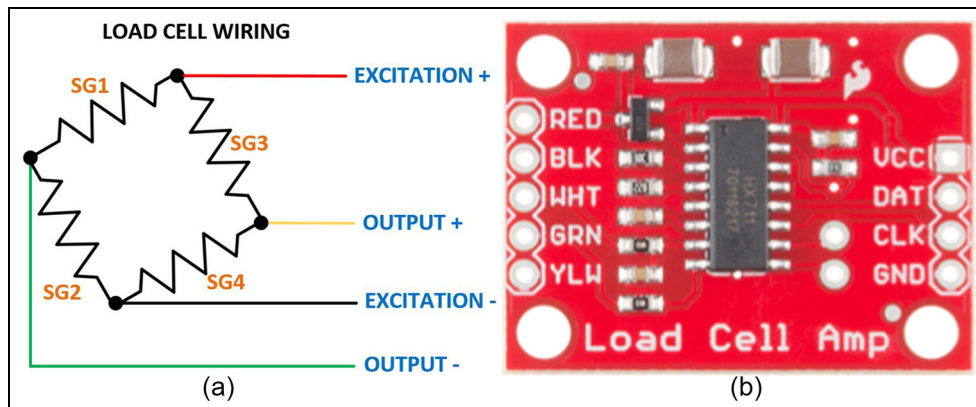 LOAD CELL WIRING
EXCITATION +
SG1
SG3
OUTPUT +
SG2
SG4
EXCITATION -
OUTPUT -
(a)
RED
BLK
WHT
GRN
YLW
HX711
VCC
DAT
CLK
GND
Load Cell Amp
(b)